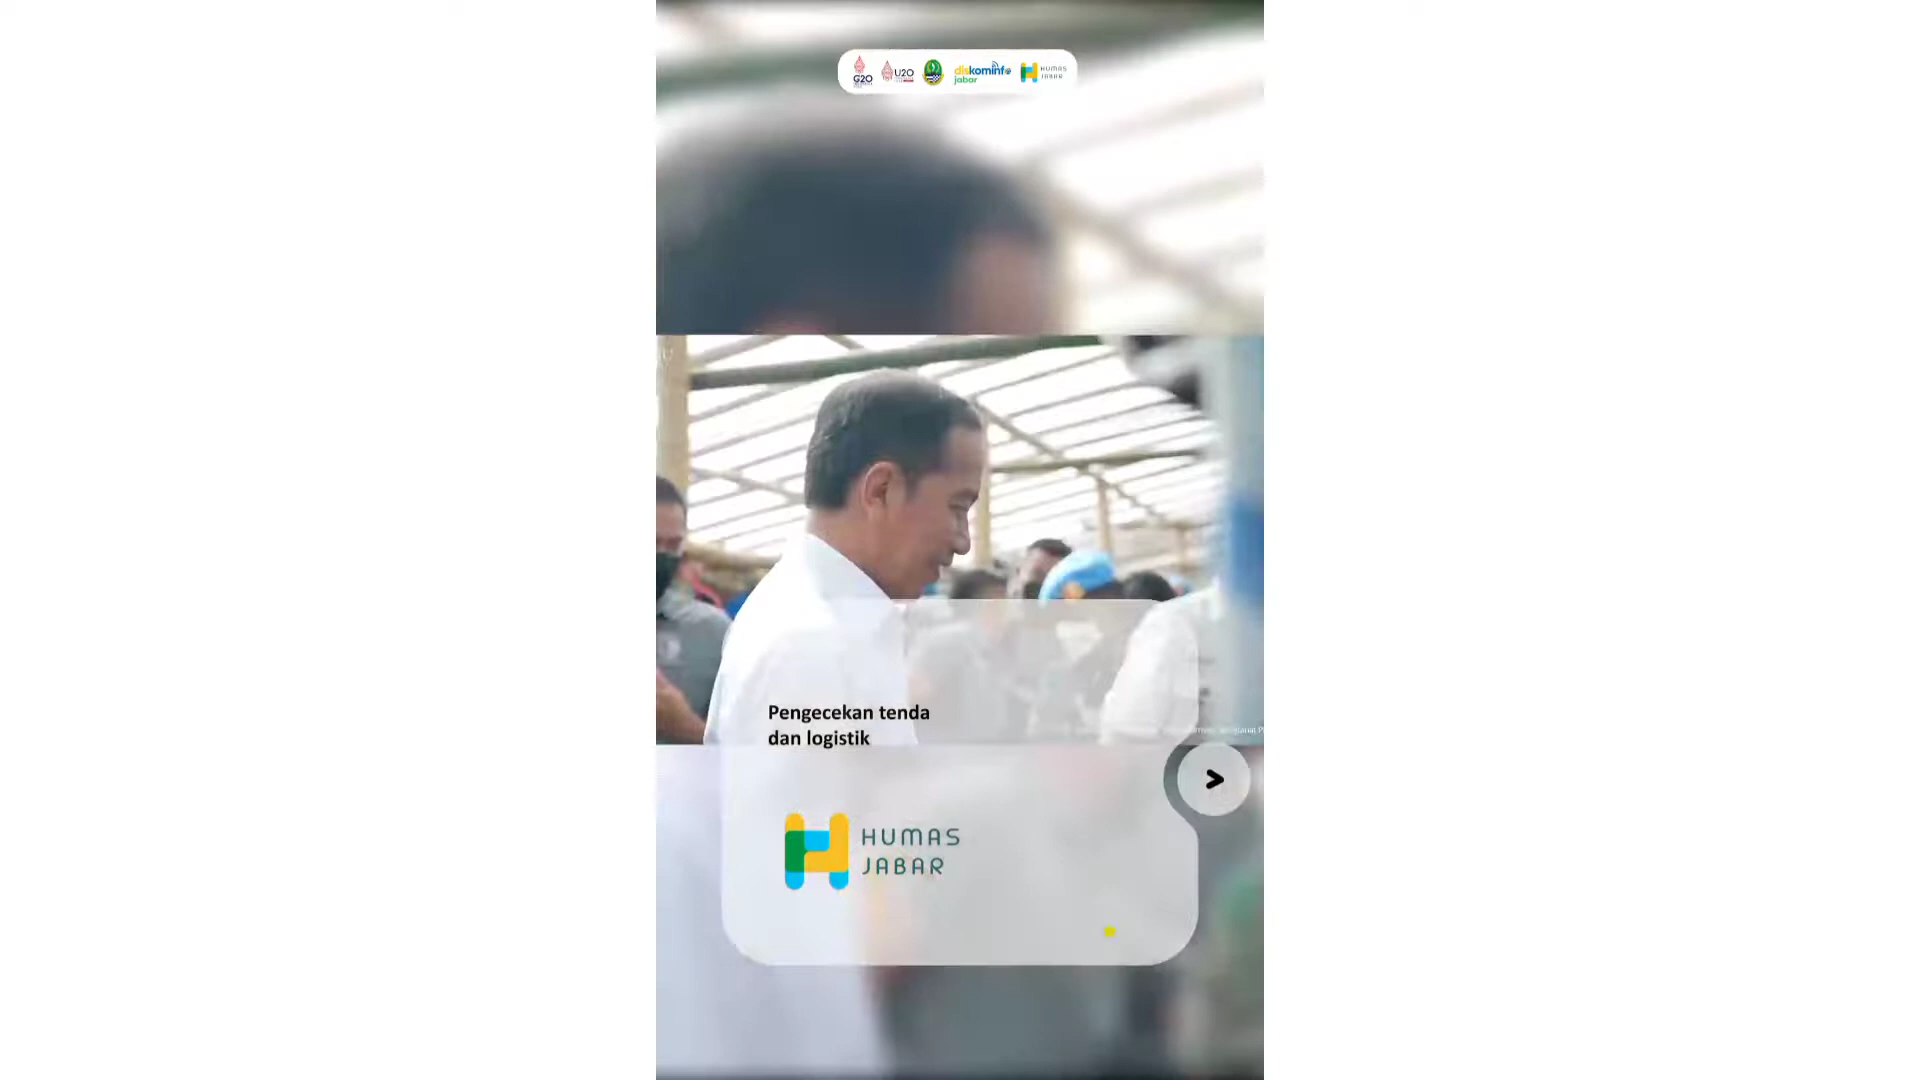 G20
U20
diskominfo
jabar
HUMAS
JABAR
Pengecekan tenda
dan logistik
HUMAS
JABAR